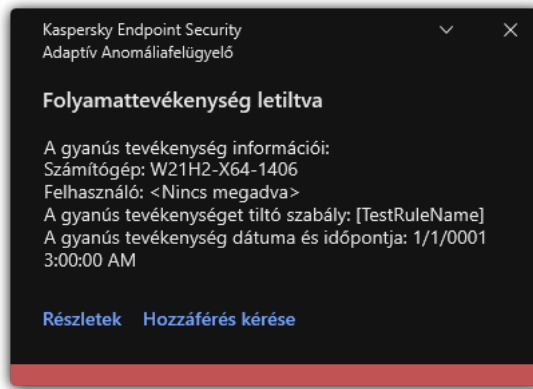 Kaspersky Endpoint Security
Adaptív Anomáliafelügyelő
Folyamattevékenység letiltva
A gyanús tevékenység információi:
Számítógép: W21H2-X64-1406
Felhasználó: <Nincs megadva>
A gyanús tevékenységet tiltó szabály: [TestRuleName]
A gyanús tevékenység dátuma és időpontja: 1/1/0001
3:00:00 AM
Részletek Hozzáférés kérése